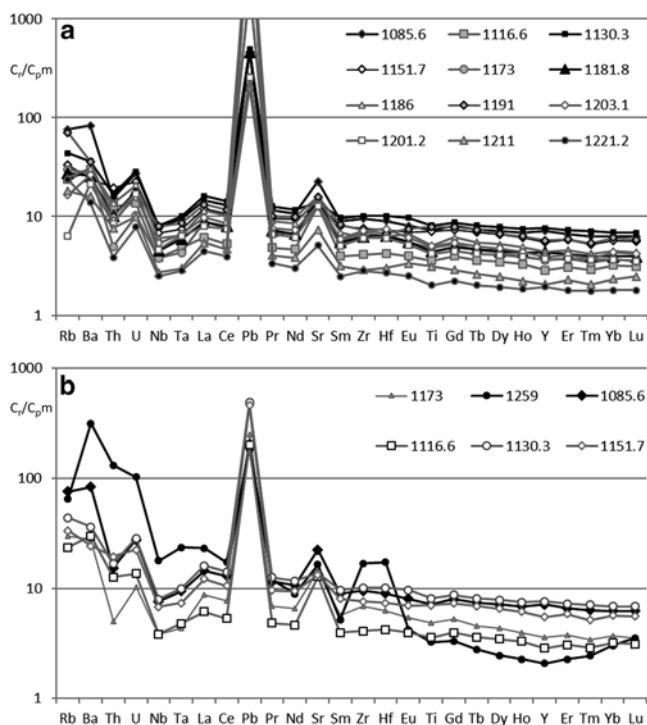 a
1000
100
10
1
Cᵣ/Cₚm
1085.6 1116.6 1130.3
1151.7 1173 1181.8
1186 1191 1203.1
1201.2 1211 1221.2
Rb Ba Th U Nb Ta La Ce Pb Pr Nd Sr Sm Zr Hf Eu Ti Gd Tb Dy Ho Y Er Tm Yb Lu
b
1000
100
10
1
Cᵣ/Cₚm
1173 1259 1085.6
1116.6 1130.3 1151.7
Rb Ba Th U Nb Ta La Ce Pb Pr Nd Sr Sm Zr Hf Eu Ti Gd Tb Dy Ho Y Er Tm Yb Lu